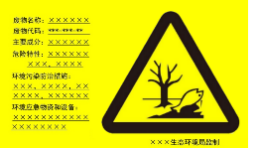 废物名称：××××××
废物代码：×××-×××-××
主要成分：××××××
危险特性：××××××
×××、××××
环境污染防治措施：
×××、××××、××
×××、××××
环境应急物资和设备：
×××××××××××
××××××××
×××生态环境局监制